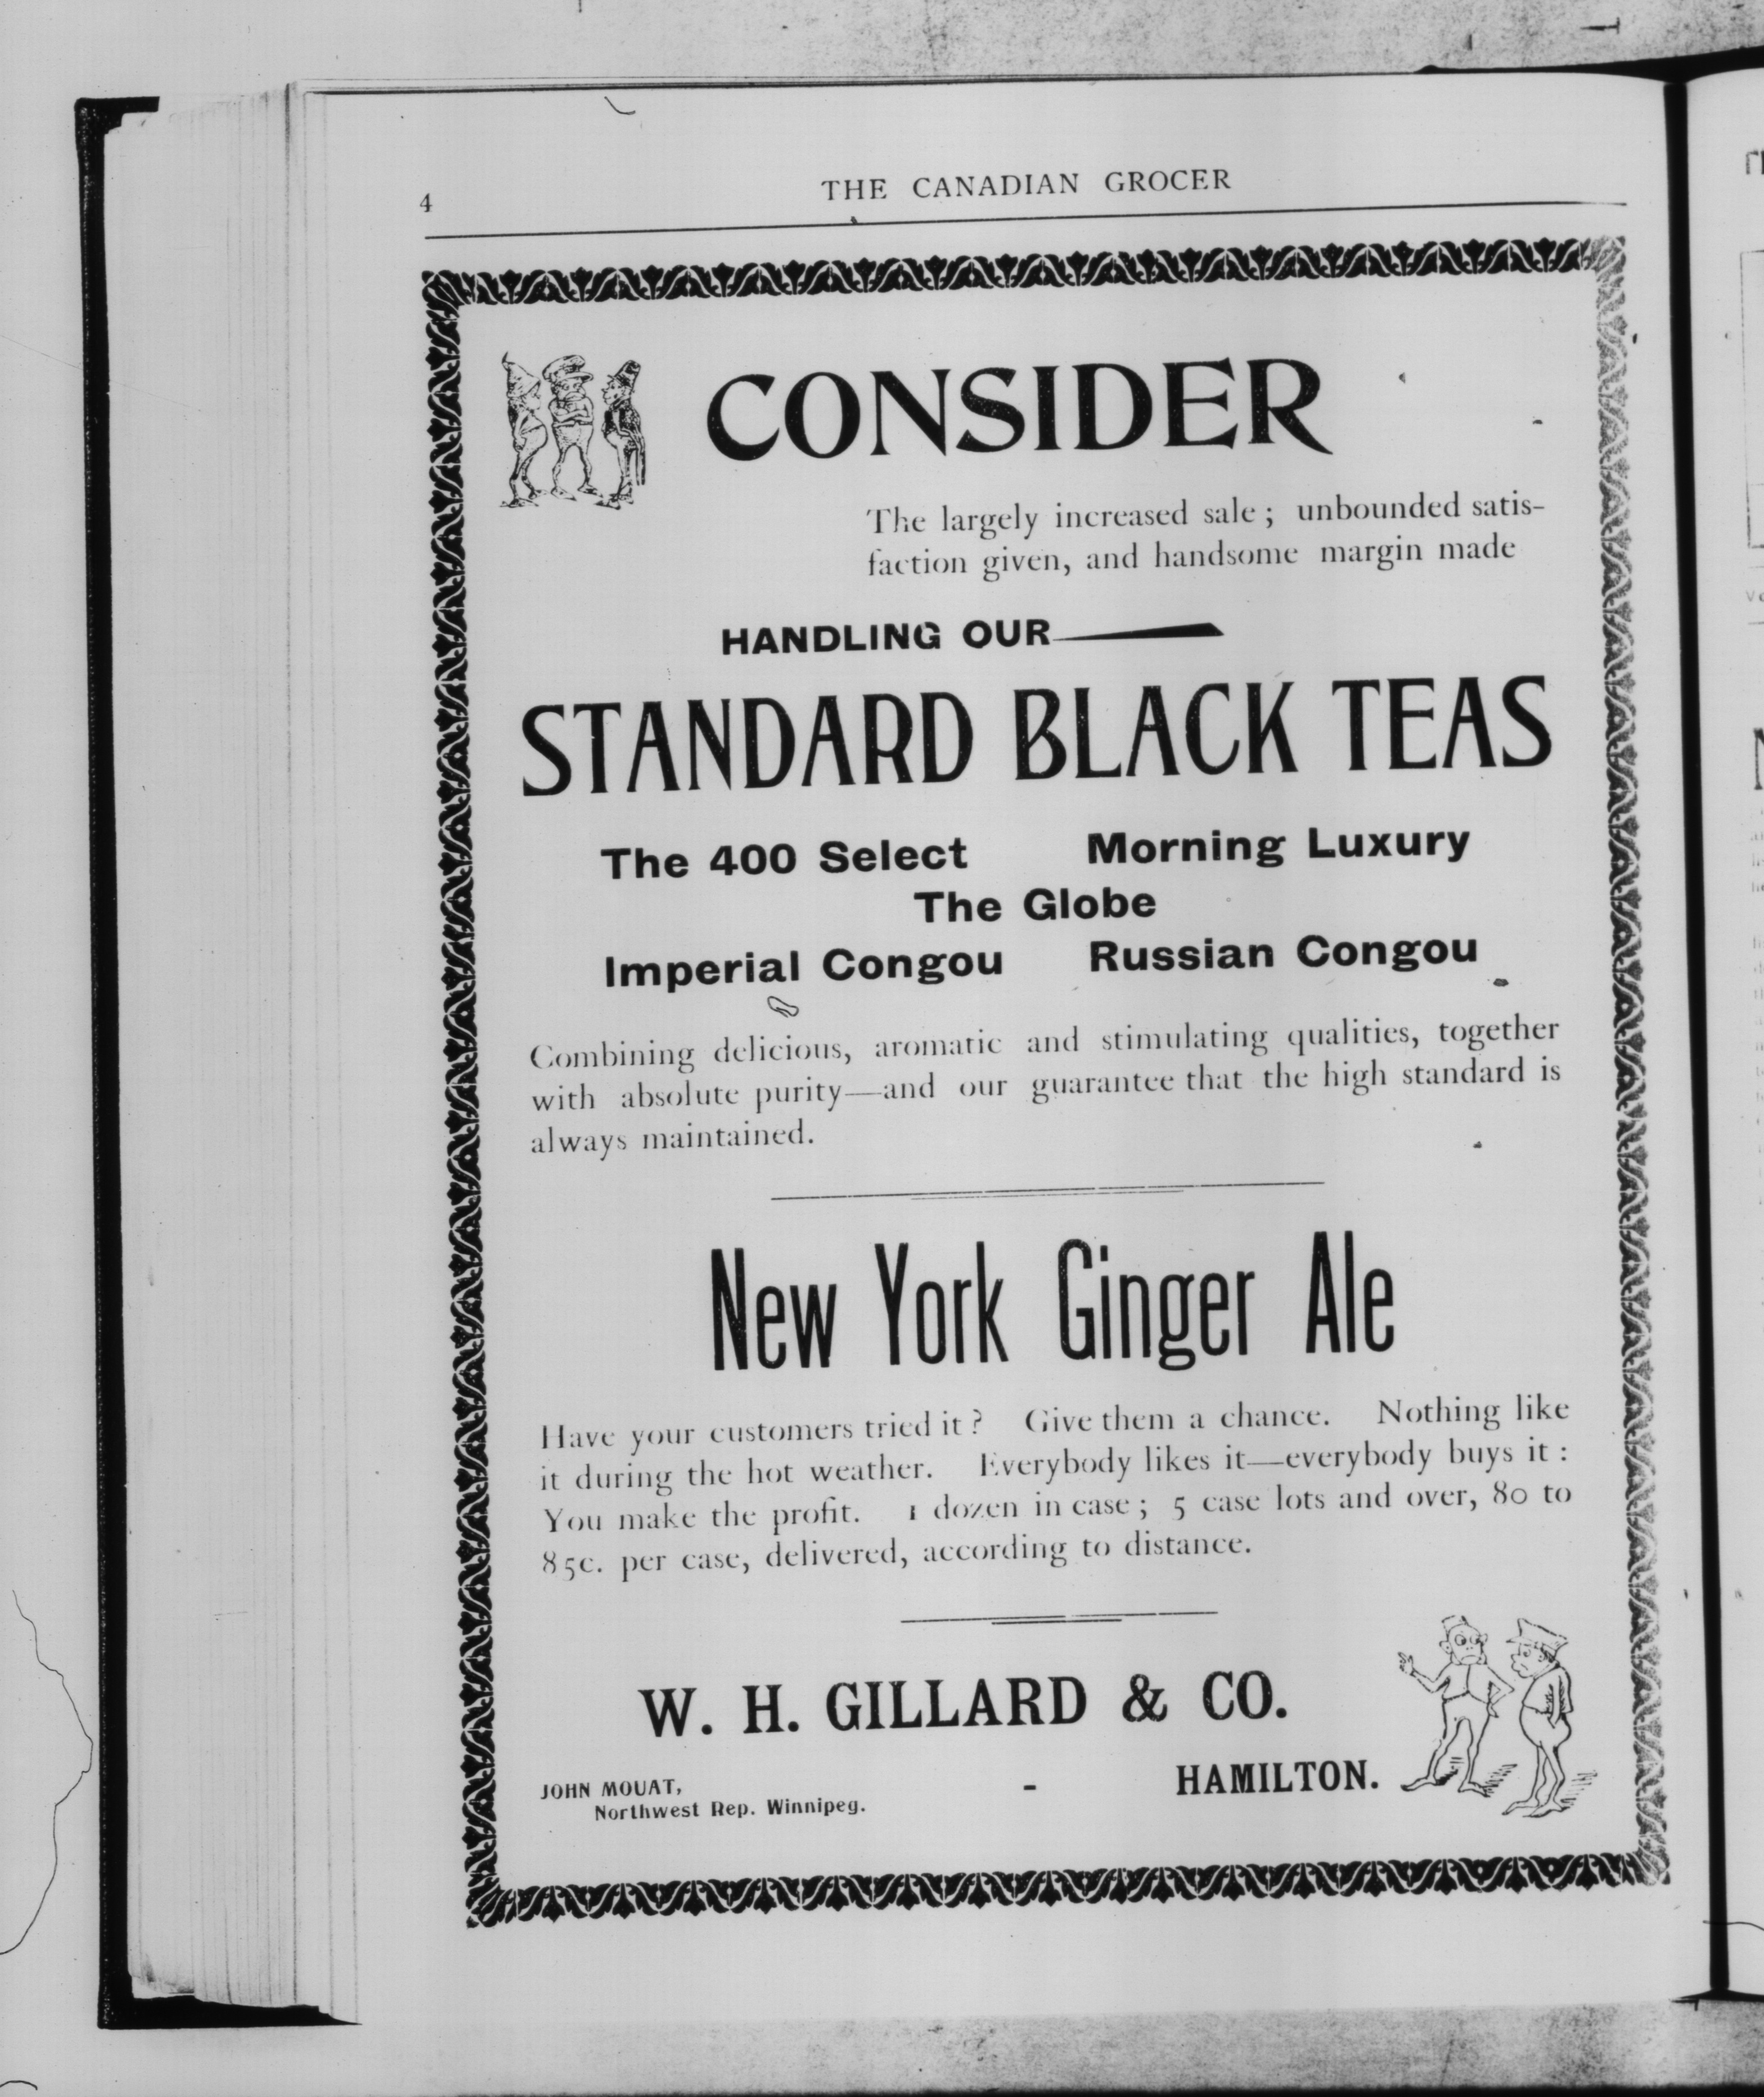 4
THE CANADIAN GROCER
CONSIDER
The largely increased sale; unbounded satis-
faction given, and handsome margin made
HANDLING OUR
STANDARD BLACK TEAS
The 400 Select Morning Luxury
The Globe
Imperial Congou Russian Congou
Combining delicious, aromatic and stimulating qualities, together
with absolute purity—and our guarantee that the high standard is
always maintained.
New York Ginger Ale
Have your customers tried it? Give them a chance. Nothing like
it during the hot weather. Everybody likes it—everybody buys it:
You make the profit. 1 dozen in case; 5 case lots and over, 80 to
85c. per case, delivered, according to distance.
W. H. GILLARD & CO.
JOHN MOUAT,
Northwest Rep. Winnipeg.
- HAMILTON.